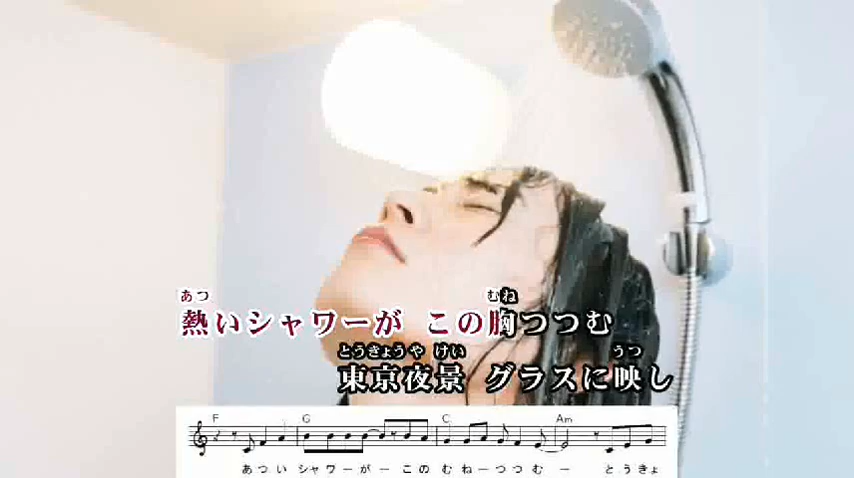 あつ むね
熱いシャワーが この胸つつむ
とうきょうや けい うつ
東京夜景 グラスに映し
F G C Am
あつい シャワーがーこの むねーつつむ ー とうきょ